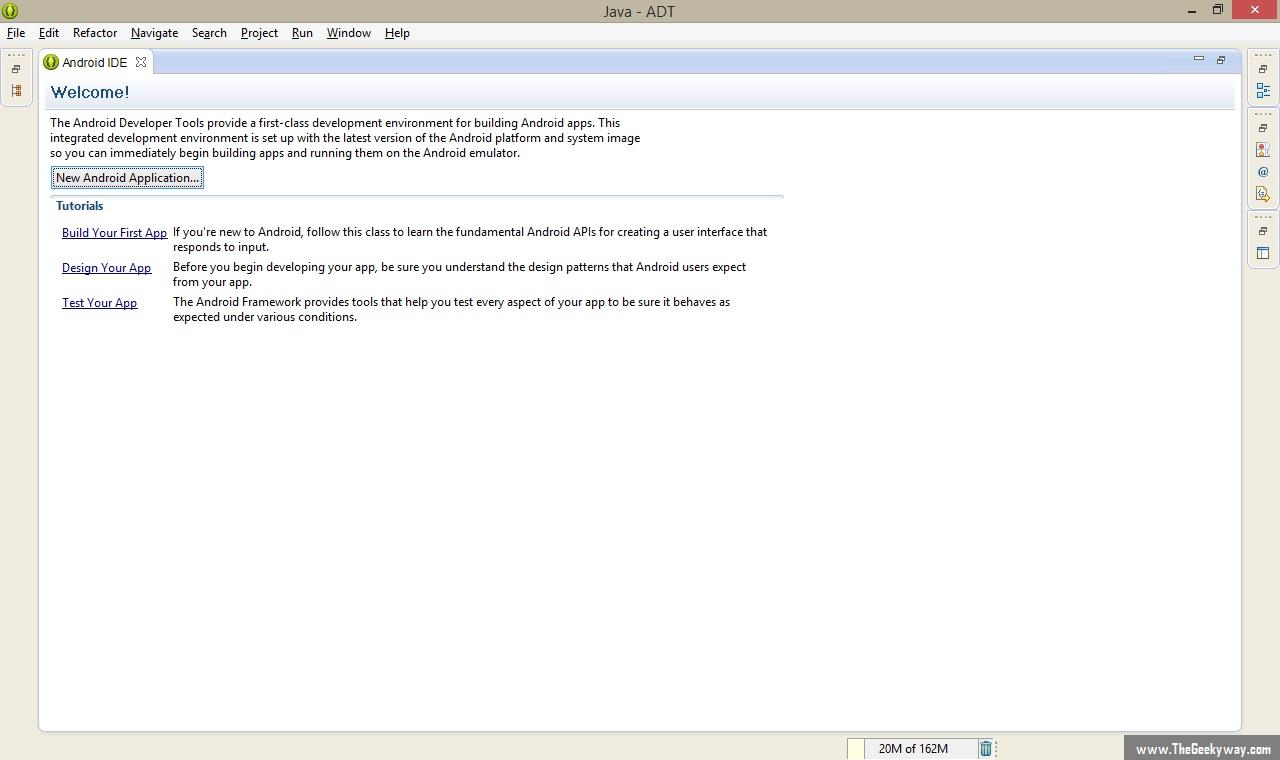 Java - ADT
File Edit Refactor Navigate Search Project Run Window Help
Android IDE
Welcome!
The Android Developer Tools provide a first-class development environment for building Android apps. This
integrated development environment is set up with the latest version of the Android platform and system image
so you can immediately begin building apps and running them on the Android emulator.
New Android Application...
Tutorials
Build Your First App If you're new to Android, follow this class to learn the fundamental Android APIs for creating a user interface that
responds to input.
Design Your App Before you begin developing your app, be sure you understand the design patterns that Android users expect
from your app.
Test Your App The Android Framework provides tools that help you test every aspect of your app to be sure it behaves as
expected under various conditions.
20M of 162M
www.TheGeekyway.com